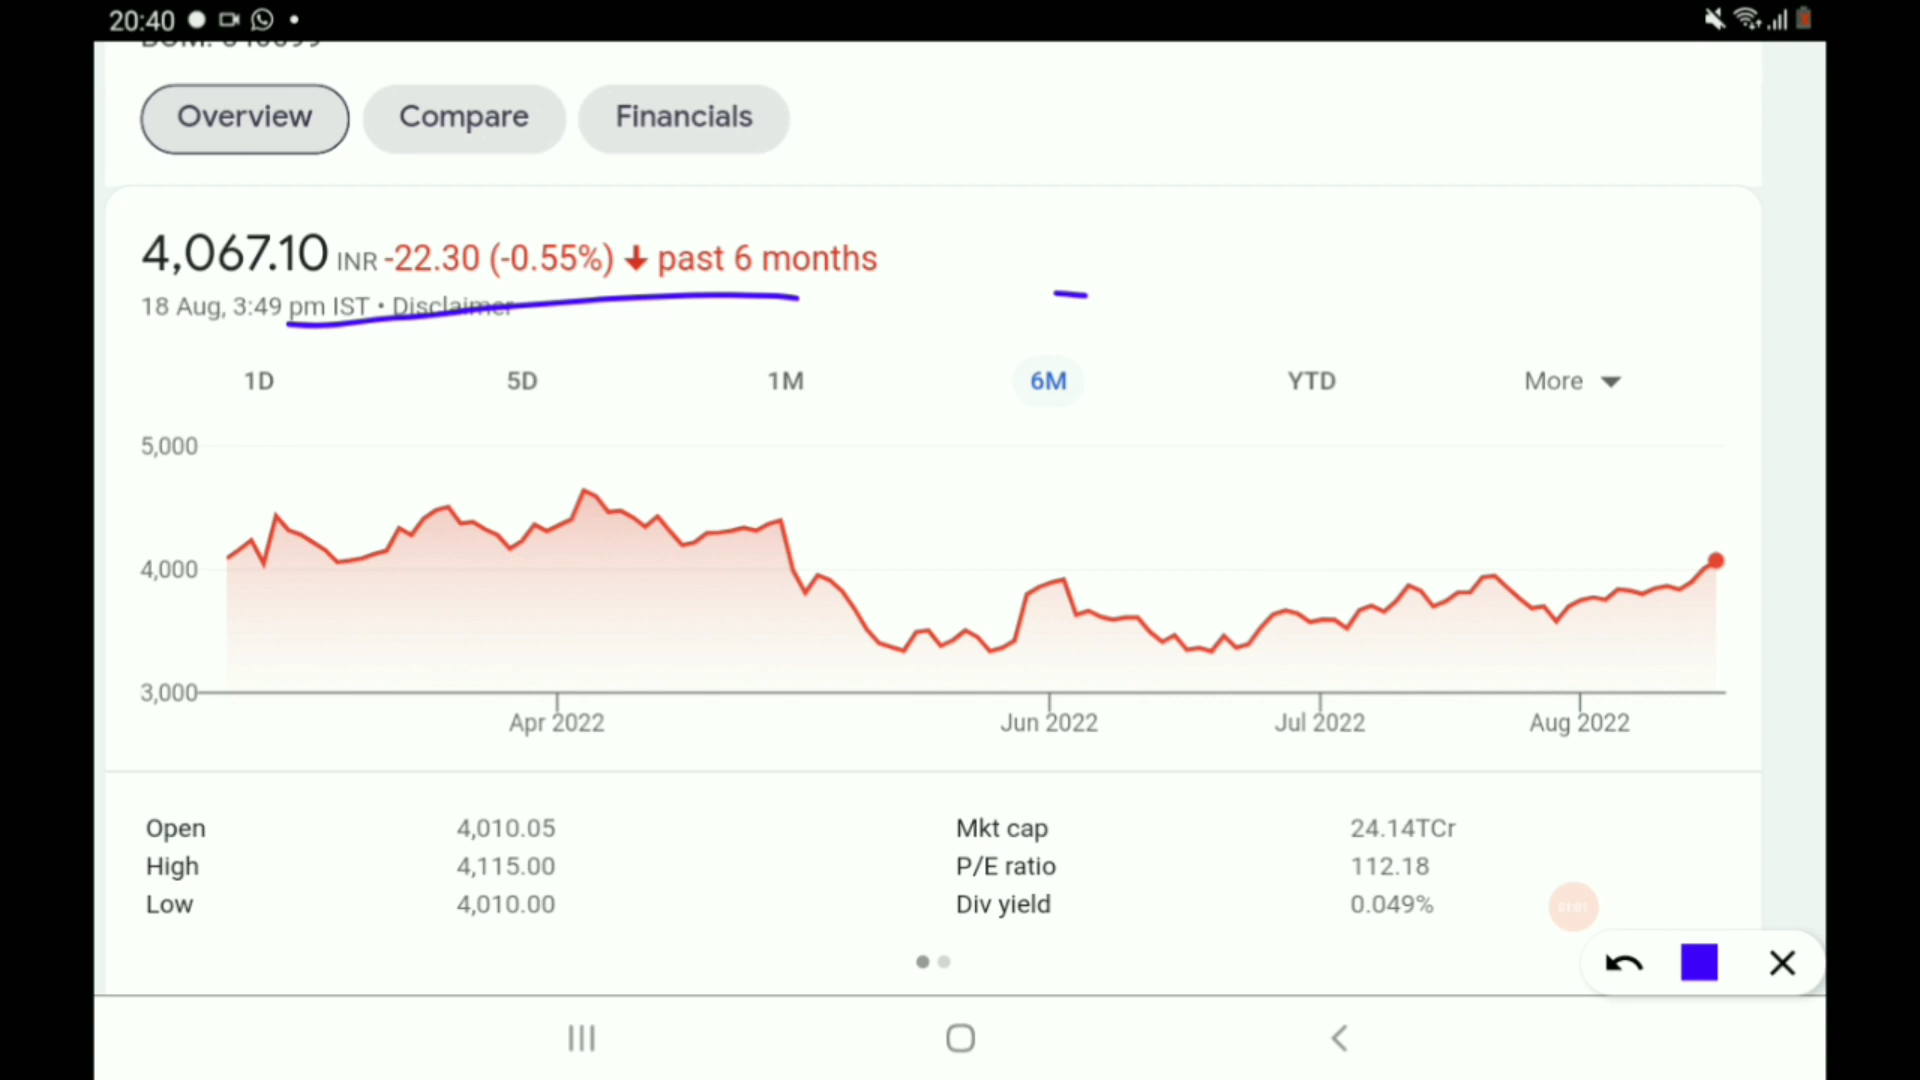 20:40
Overview Compare Financials
4,067.10 INR -22.30 (-0.55%) past 6 months
18 Aug, 3:49 pm IST • Disclaimer
1D 5D 1M 6M YTD More
5,000
4,000
3,000
Apr 2022 Jun 2022 Jul 2022 Aug 2022
Open 4,010.05 Mkt cap 24.14TCr
High 4,115.00 P/E ratio 112.18
Low 4,010.00 Div yield 0.049%
01:01